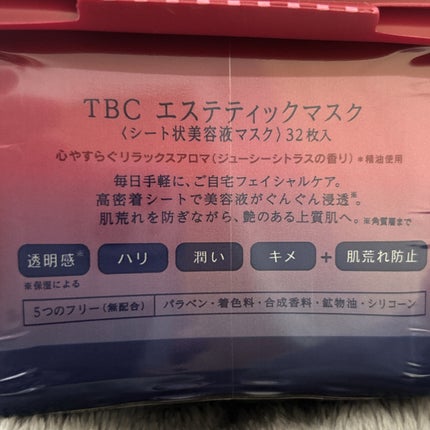 TBC エステティックマスク
〈シート状美容液マスク〉32枚入
心やすらぐリラックスアロマ(ジューシーシトラスの香り) *精油使用
毎日手軽に、ご自宅フェイシャルケア。
高密着シートで美容液がぐんぐん浸透※。
肌荒れを防ぎながら、艶のある上質肌へ。※角質層まで
透明感※ ハリ 潤い キメ + 肌荒れ防止
※保湿による
5つのフリー(無配合) パラベン・着色料・合成香料・鉱物油・シリコーン